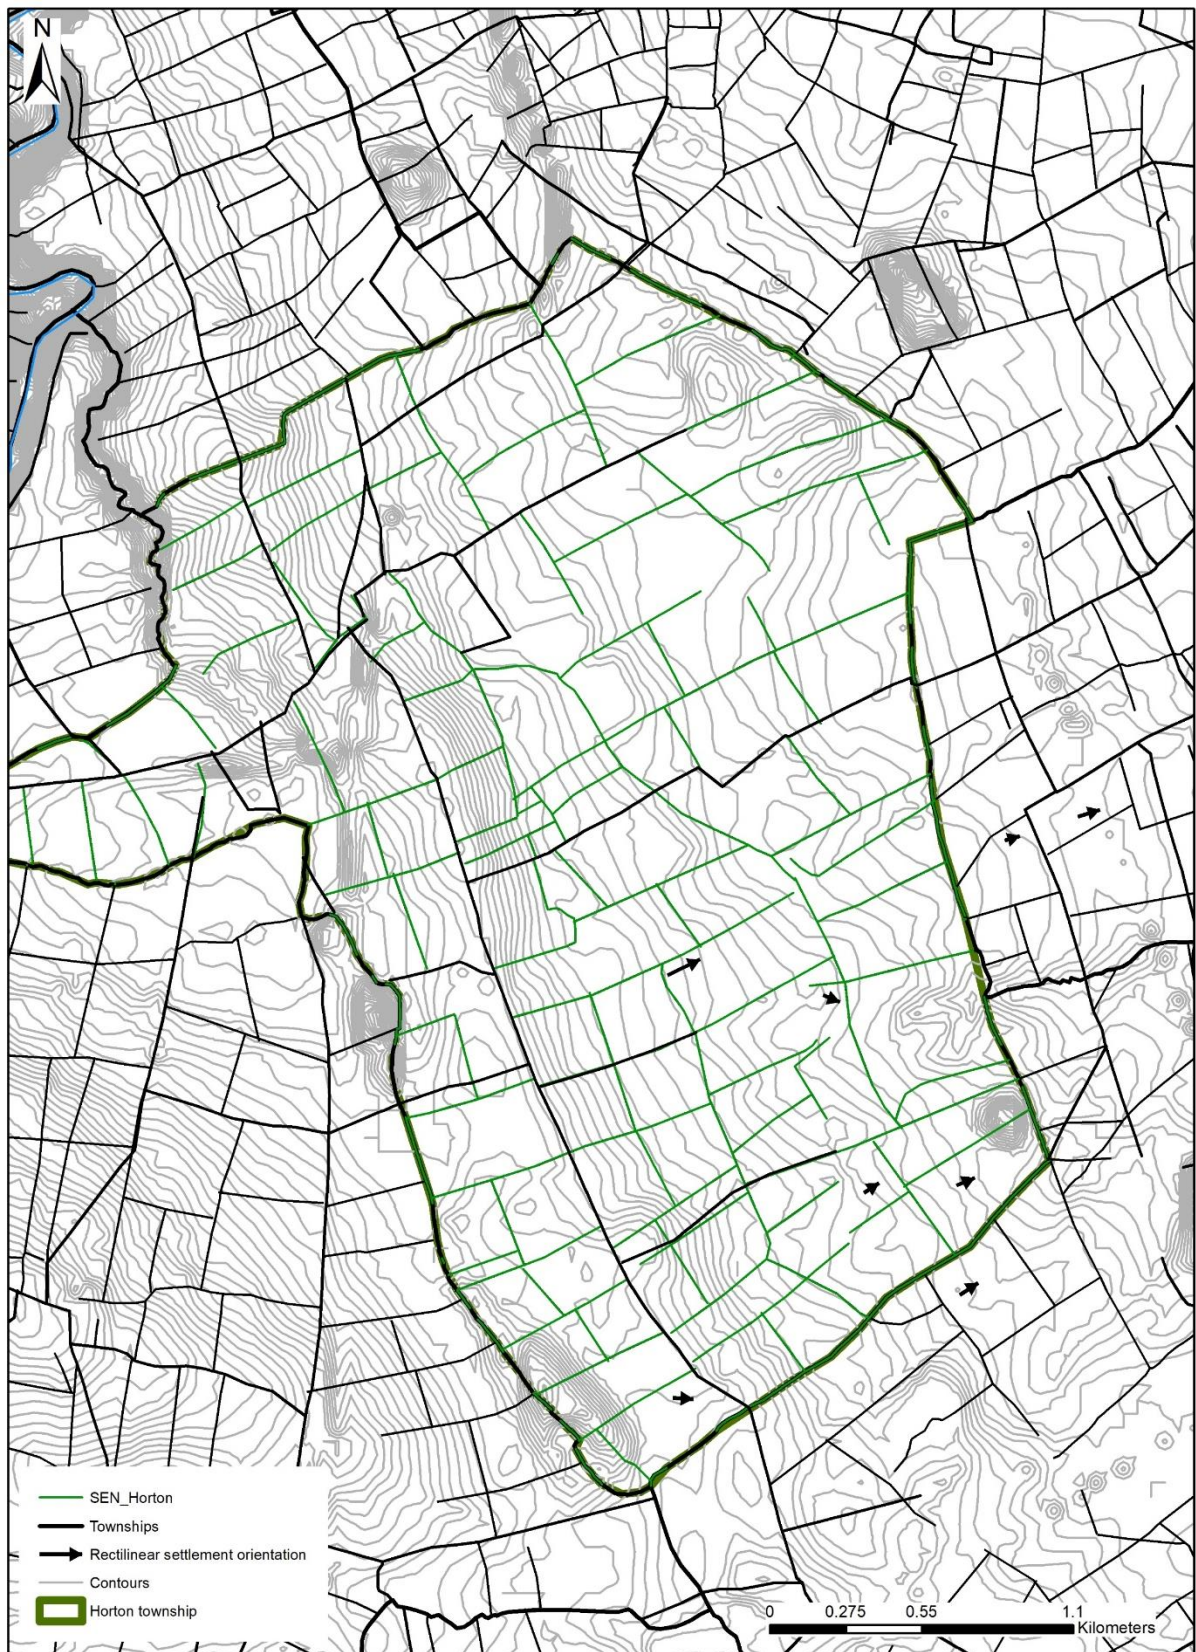 N
SEN_Horton
Townships
Rectilinear settlement orientation
Contours
Horton township
0 0.275 0.55 1.1
Kilometers